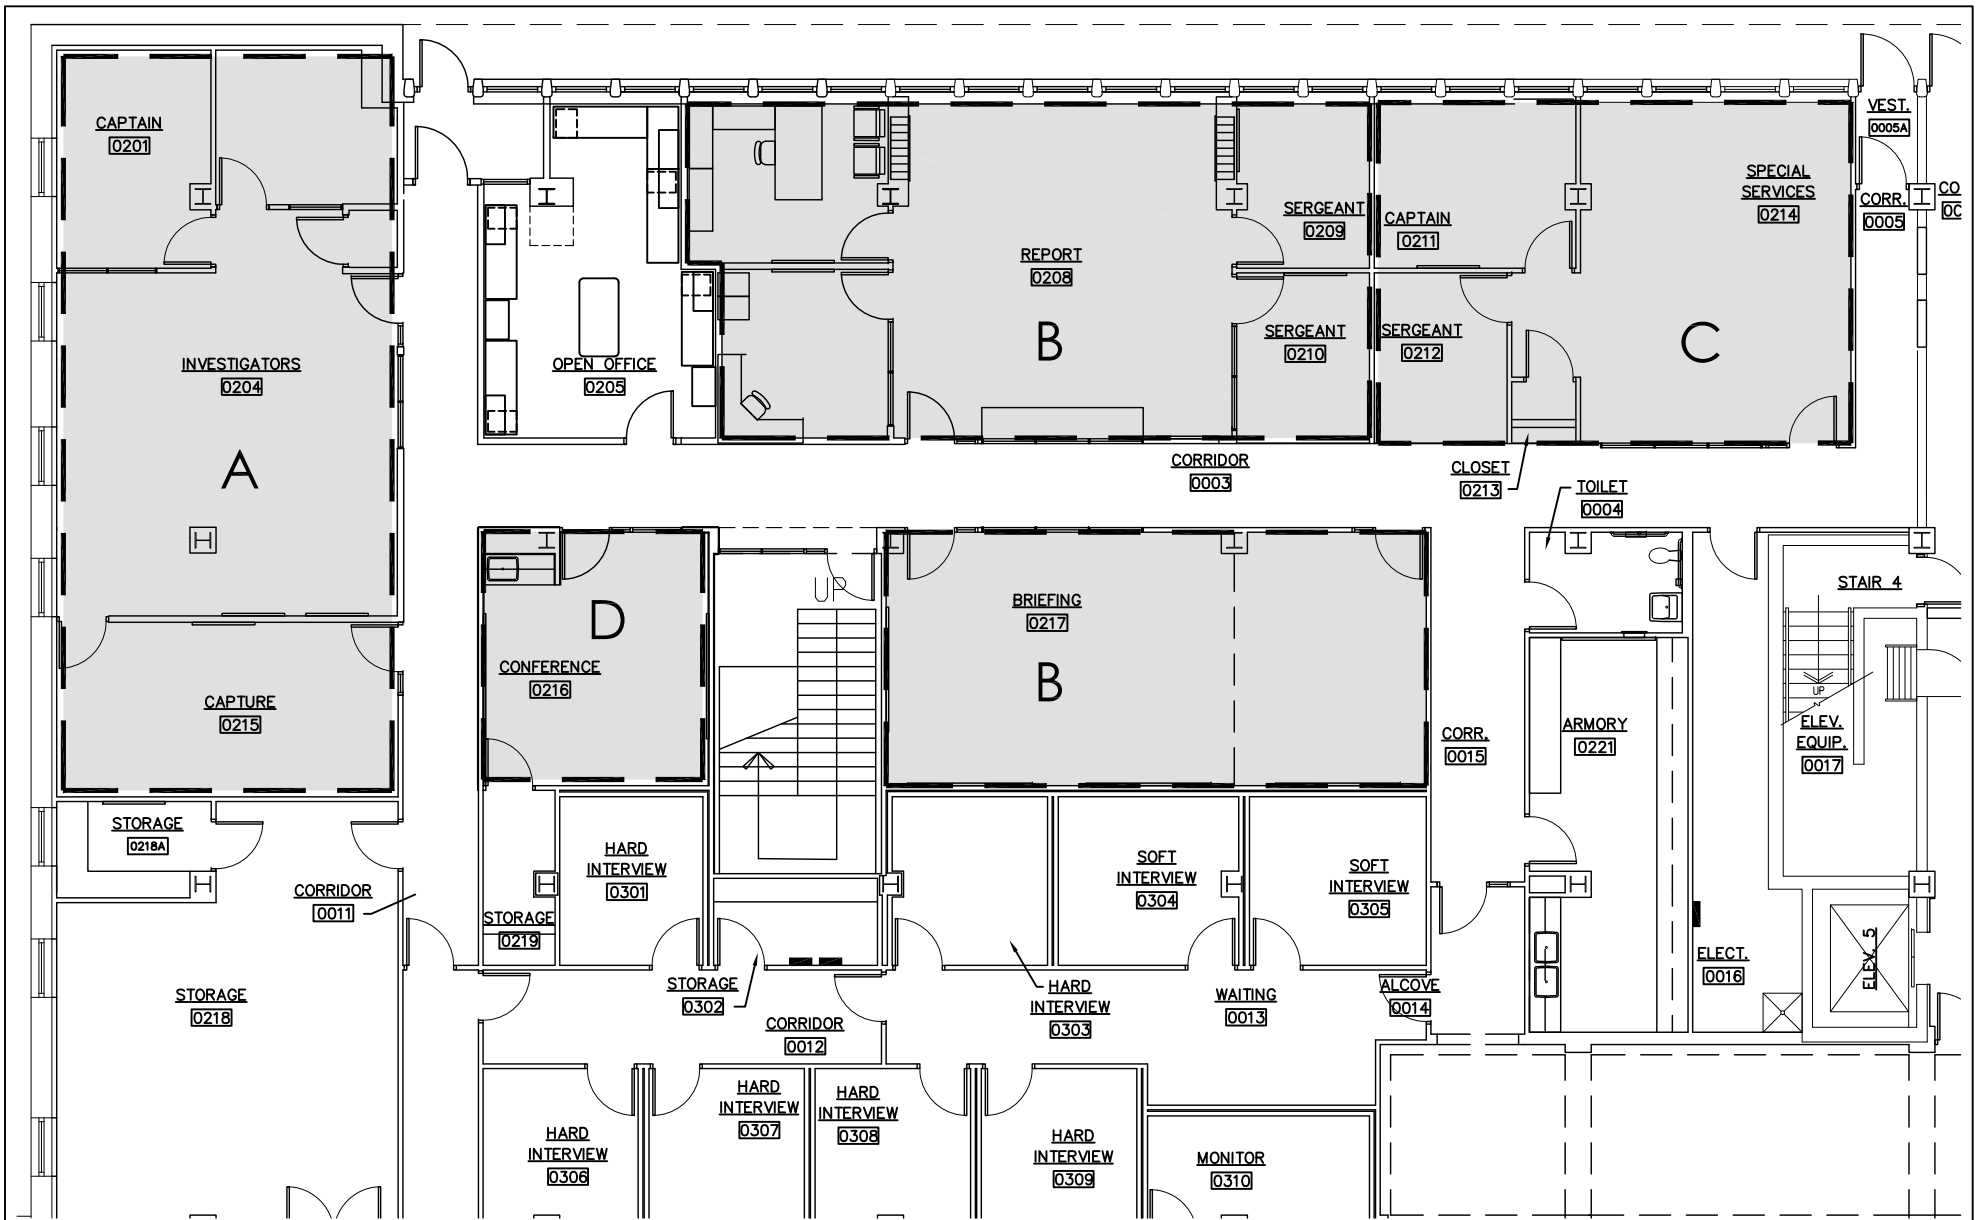 CAPTAIN
0201
INVESTIGATORS
0204
A
OPEN OFFICE
0205
REPORT
0208
B
SERGEANT
0209
SERGEANT
0210
CAPTAIN
0211
SERGEANT
0212
SPECIAL
SERVICES
0214
C
VEST.
0005A
CORR.
0005
CO
00
CORRIDOR
0003
CLOSET
0213
TOILET
0004
CAPTURE
0215
D
CONFERENCE
0216
UP
BRIEFING
0217
B
CORR.
0015
ARMORY
0221
STAIR 4
UP
ELEV.
EQUIP.
0017
STORAGE
0218A
CORRIDOR
0011
STORAGE
0218
STORAGE
0219
HARD
INTERVIEW
0301
STORAGE
0302
HARD
INTERVIEW
0303
SOFT
INTERVIEW
0304
SOFT
INTERVIEW
0305
CORRIDOR
0012
WAITING
0013
ALCOVE
0014
ELECT.
0016
ELEV. 5
HARD
INTERVIEW
0306
HARD
INTERVIEW
0307
HARD
INTERVIEW
0308
HARD
INTERVIEW
0309
MONITOR
0310